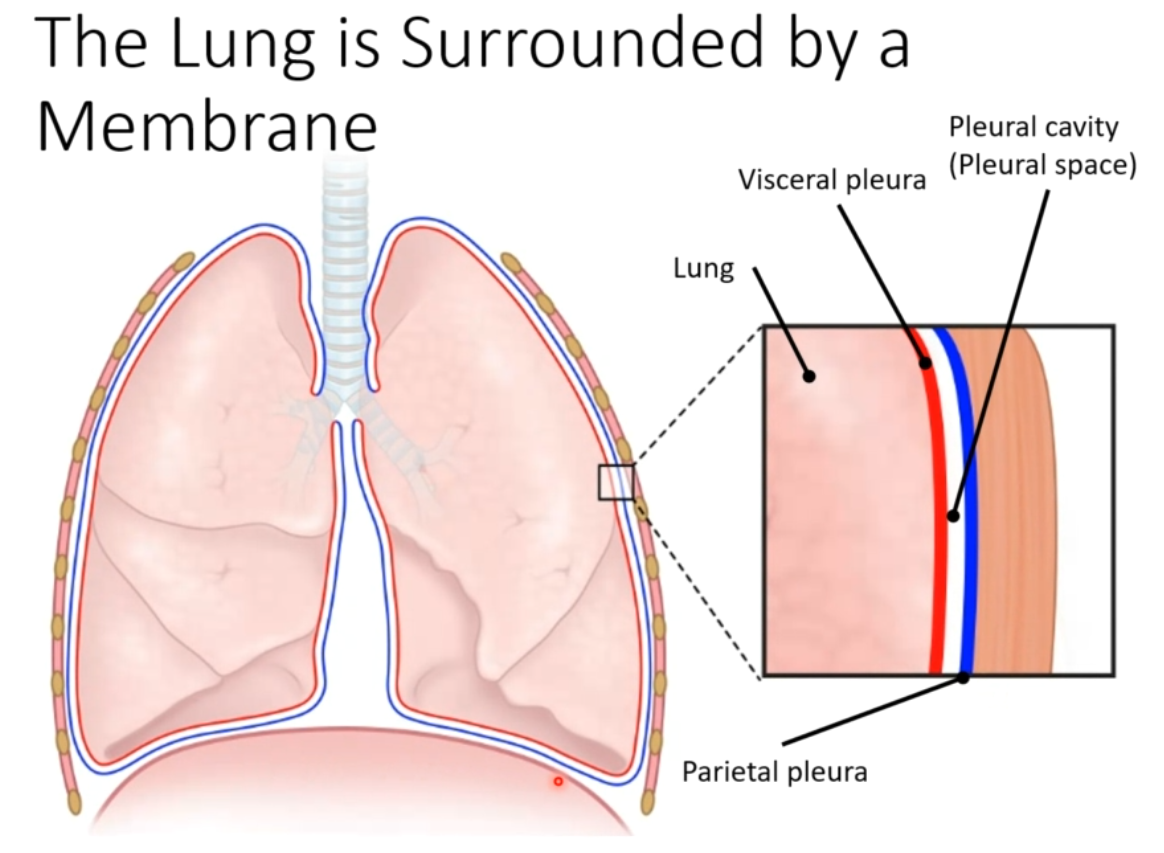 The Lung is Surrounded by a
Membrane
Pleural cavity
(Pleural space)
Visceral pleura
Lung
Parietal pleura